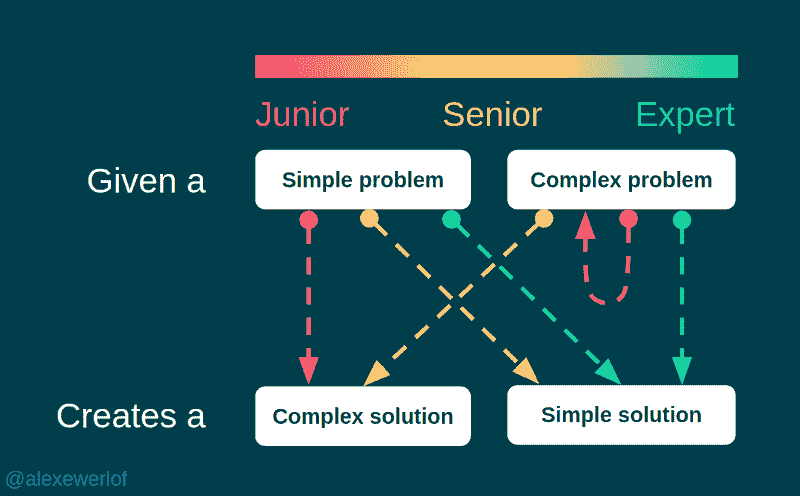 Junior Senior Expert
Given a Simple problem Complex problem
Creates a Complex solution Simple solution
@alexewerlof